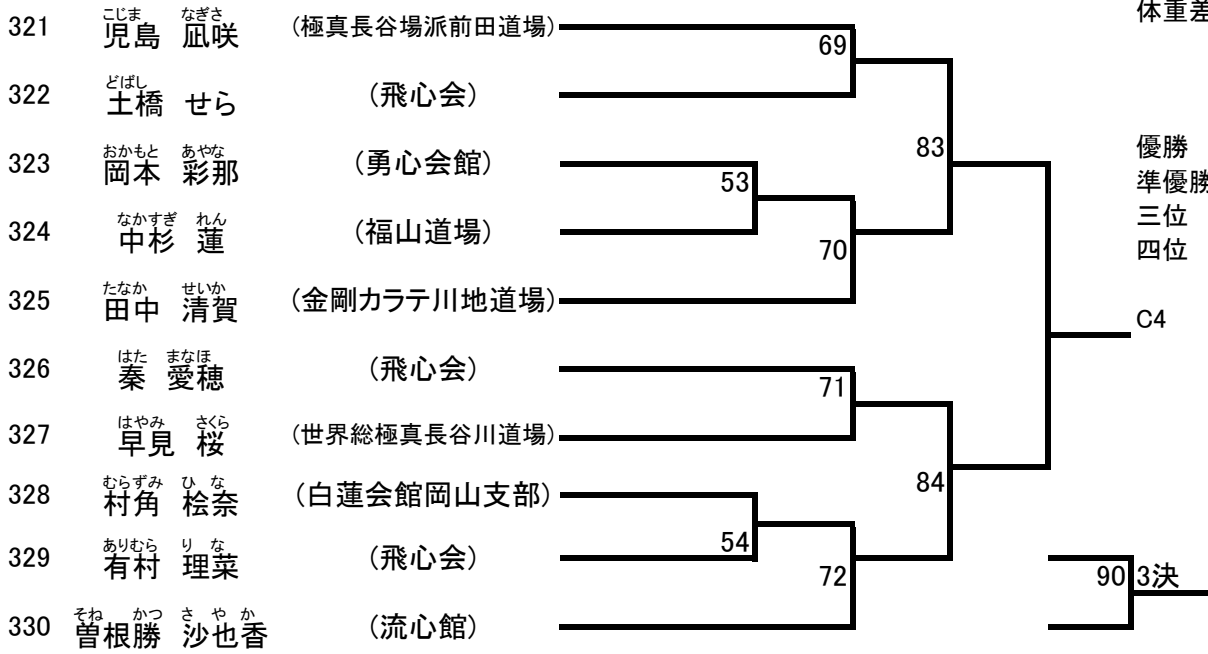 体重差
こじま なぎさ
321 児島 凪咲 (極真長谷場派前田道場)
69
どばし
322 土橋 せら (飛心会)
83
優勝
おかもと あやな
323 岡本 彩那 (勇心会館)
53
準優勝
なかすぎ れん
324 中杉 蓮 (福山道場)
三位
70
四位
たなか せいか
325 田中 清賀 (金剛カラテ川地道場)
C4
はた まなほ
326 秦 愛穂 (飛心会)
71
はやみ さくら
327 早見 桜 (世界総極真長谷川道場)
84
むらずみ ひな
328 村角 桧奈 (白蓮会館岡山支部)
54
ありむら りな
329 有村 理菜 (飛心会)
72
90 3決
そね かつ さやか
330 曽根勝 沙也香 (流心館)